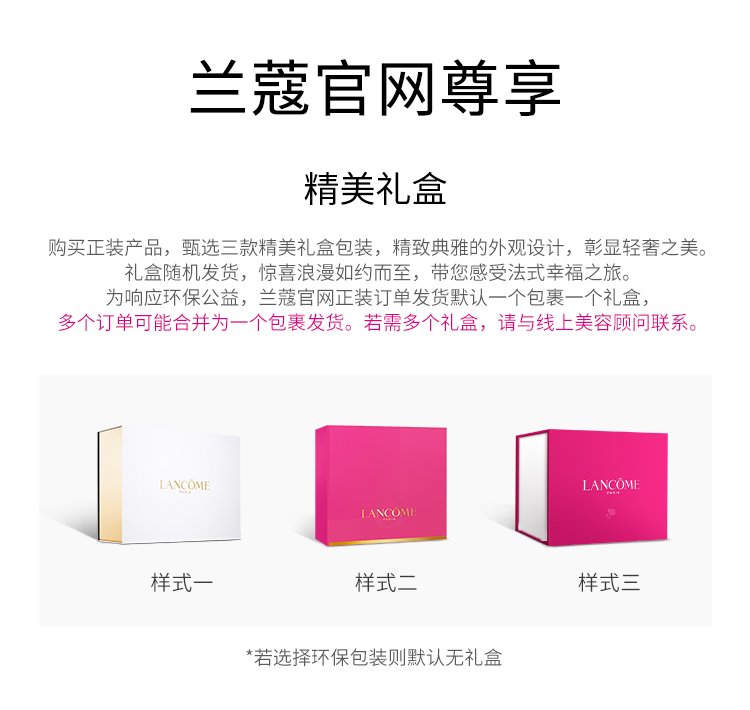 兰蔻官网尊享
精美礼盒
购买正装产品，甄选三款精美礼盒包装，精致典雅的外观设计，彰显轻奢之美。
礼盒随机发货，惊喜浪漫如约而至，带您感受法式幸福之旅。
为响应环保公益，兰蔻官网正装订单发货默认一个包裹一个礼盒，
多个订单可能合并为一个包裹发货。若需多个礼盒，请与线上美容顾问联系。
LANCÔME
PARIS
LANCÔME
PARIS
LANCÔME
PARIS
样式一
样式二
样式三
*若选择环保包装则默认无礼盒